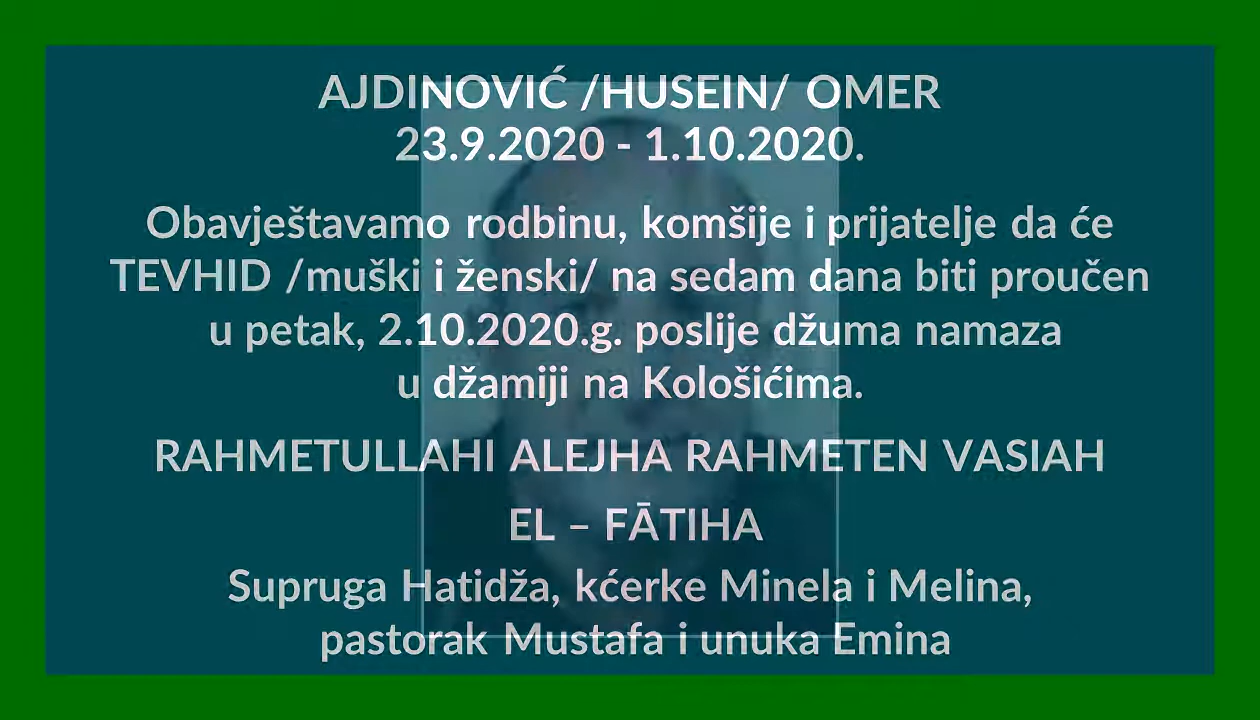 AJDINOVIĆ /HUSEIN/ OMER
23.9.2020 - 1.10.2020.
Obavještavamo rodbinu, komšije i prijatelje da će
TEVHID /muški i ženski/ na sedam dana biti proučen
u petak, 2.10.2020.g. poslije džuma namaza
u džamiji na Kološićima.
RAHMETULLAHI ALEJHA RAHMETEN VASIAH
EL – FĀTIHA
Supruga Hatidža, kćerke Minela i Melina,
pastorak Mustafa i unuka Emina